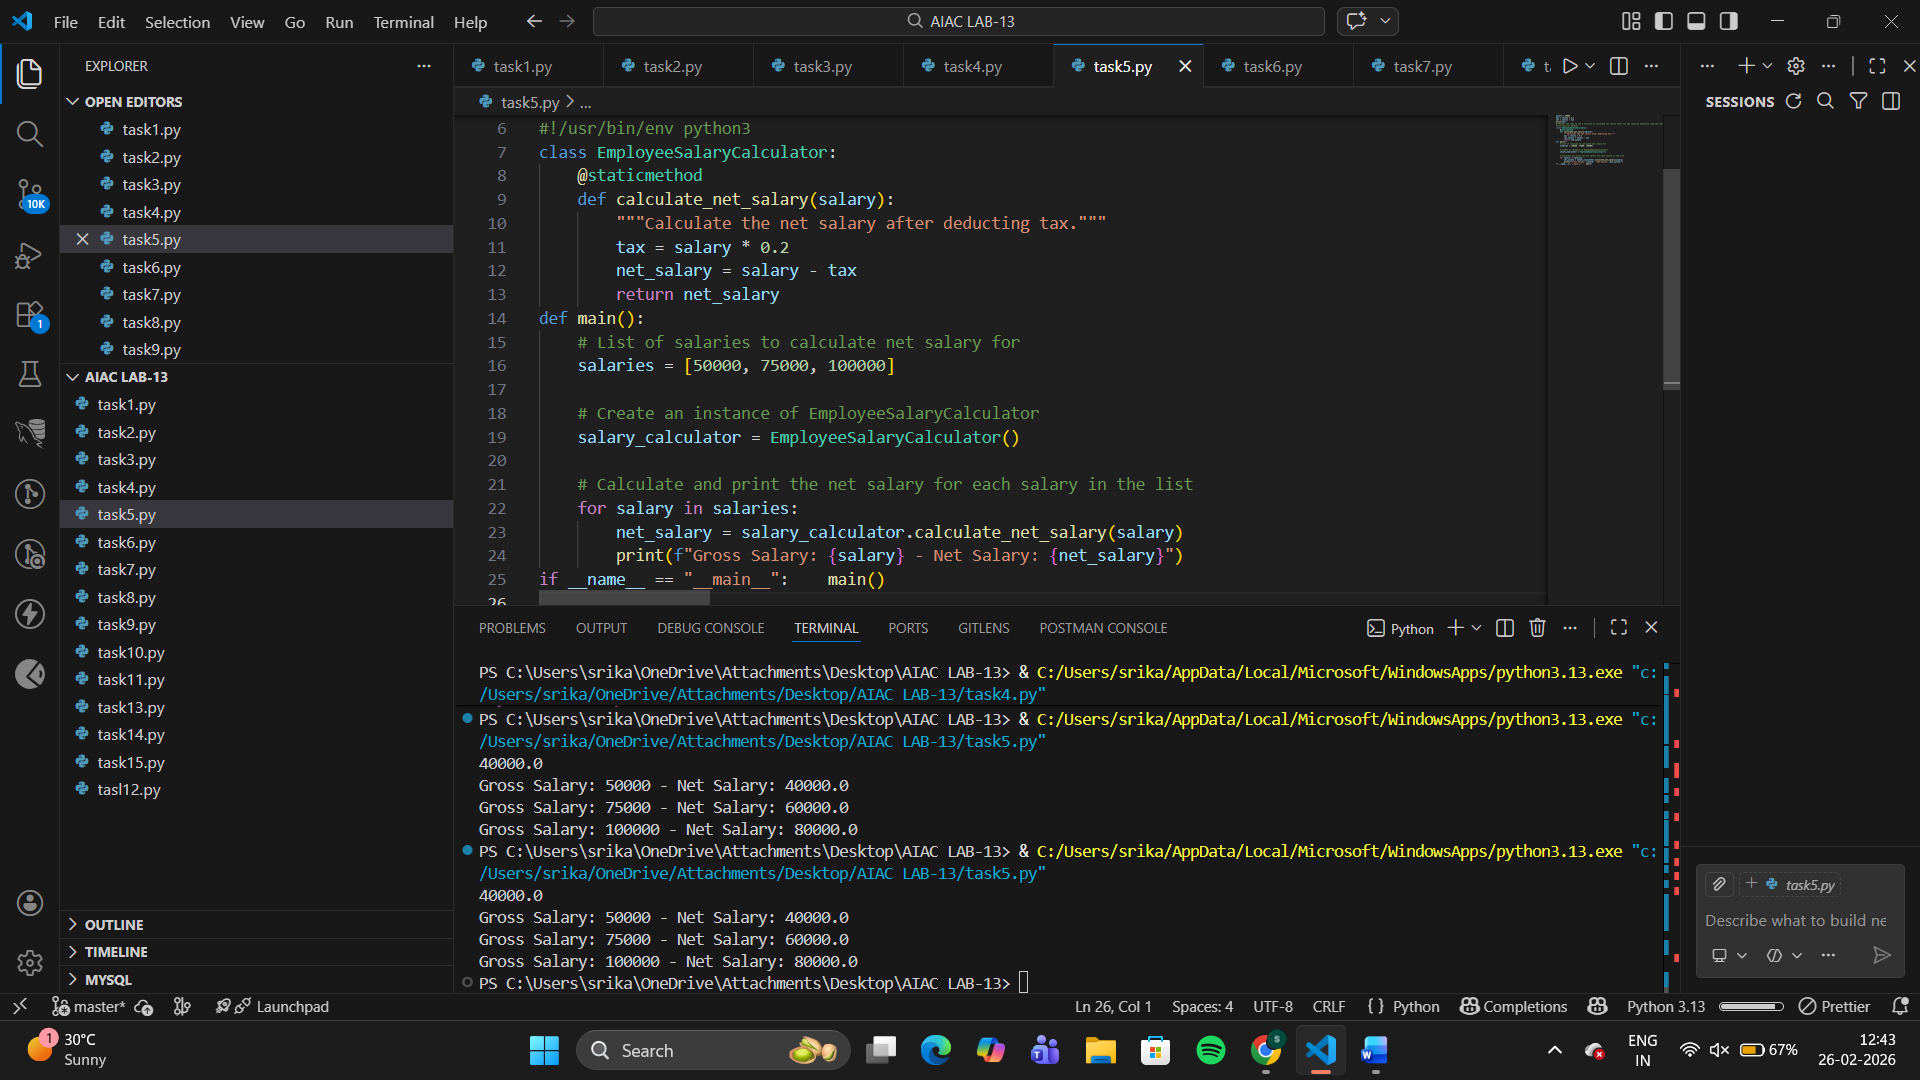 File Edit Selection View Go Run Terminal Help
AIAC LAB-13
EXPLORER
OPEN EDITORS
task1.py
task2.py
task3.py
task4.py
task5.py
task6.py
task7.py
task8.py
task9.py
AIAC LAB-13
task1.py
task2.py
task3.py
task4.py
task5.py
task6.py
task7.py
task8.py
task9.py
task10.py
task11.py
task13.py
task14.py
task15.py
tasl12.py
OUTLINE
TIMELINE
MYSQL
10K
1
task1.py task2.py task3.py task4.py task5.py task6.py task7.py
task5.py > ...
6 #!/usr/bin/env python3
7 class EmployeeSalaryCalculator:
8 @staticmethod
9 def calculate_net_salary(salary):
10 """Calculate the net salary after deducting tax."""
11 tax = salary * 0.2
12 net_salary = salary - tax
13 return net_salary
14 def main():
15 # List of salaries to calculate net salary for
16 salaries = [50000, 75000, 100000]
17
18 # Create an instance of EmployeeSalaryCalculator
19 salary_calculator = EmployeeSalaryCalculator()
20
21 # Calculate and print the net salary for each salary in the list
22 for salary in salaries:
23 net_salary = salary_calculator.calculate_net_salary(salary)
24 print(f"Gross Salary: {salary} - Net Salary: {net_salary}")
25 if __name__ == "__main__":    main()
26
PROBLEMS OUTPUT DEBUG CONSOLE TERMINAL PORTS GITLENS POSTMAN CONSOLE
Python
PS C:\Users\srika\OneDrive\Attachments\Desktop\AIAC LAB-13> & C:/Users/srika/AppData/Local/Microsoft/WindowsApps/python3.13.exe "c:
/Users/srika/OneDrive/Attachments/Desktop/AIAC LAB-13/task4.py"
PS C:\Users\srika\OneDrive\Attachments\Desktop\AIAC LAB-13> & C:/Users/srika/AppData/Local/Microsoft/WindowsApps/python3.13.exe "c:
/Users/srika/OneDrive/Attachments/Desktop/AIAC LAB-13/task5.py"
40000.0
Gross Salary: 50000 - Net Salary: 40000.0
Gross Salary: 75000 - Net Salary: 60000.0
Gross Salary: 100000 - Net Salary: 80000.0
PS C:\Users\srika\OneDrive\Attachments\Desktop\AIAC LAB-13> & C:/Users/srika/AppData/Local/Microsoft/WindowsApps/python3.13.exe "c:
/Users/srika/OneDrive/Attachments/Desktop/AIAC LAB-13/task5.py"
40000.0
Gross Salary: 50000 - Net Salary: 40000.0
Gross Salary: 75000 - Net Salary: 60000.0
Gross Salary: 100000 - Net Salary: 80000.0
PS C:\Users\srika\OneDrive\Attachments\Desktop\AIAC LAB-13>
SESSIONS
task5.py
Describe what to build ne
master* Launchpad
Ln 26, Col 1 Spaces: 4 UTF-8 CRLF { } Python Completions Python 3.13 Prettier
1
30°C
Sunny
Search
ENG
IN
67%
12:43
26-02-2026